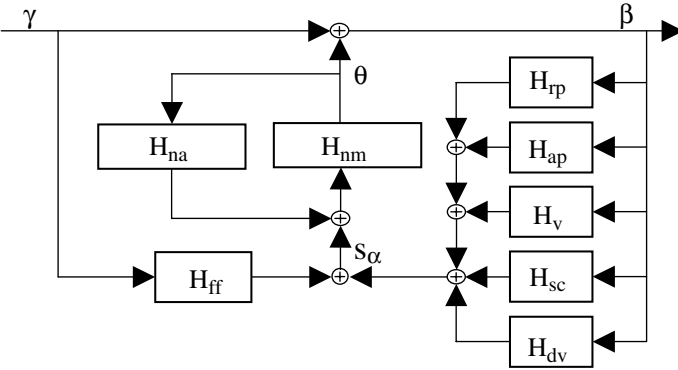 γ
β
θ
H_rp
H_na
H_nm
H_ap
H_v
s_α
H_ff
H_sc
H_dv